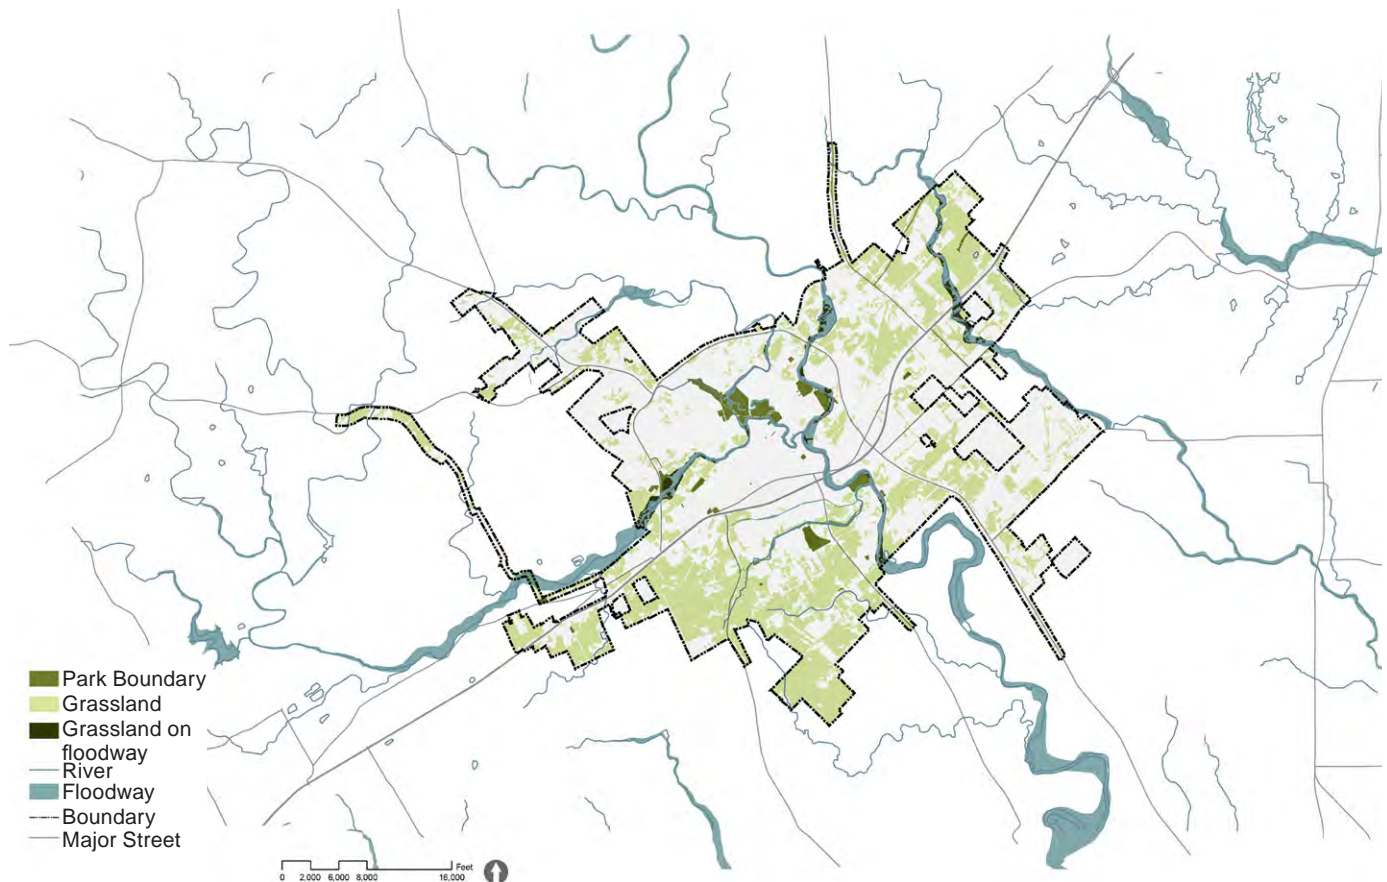 Park Boundary
Grassland
Grassland on
floodway
River
Floodway
Boundary
Major Street
Feet
0 2,000 6,000 8,000 16,000